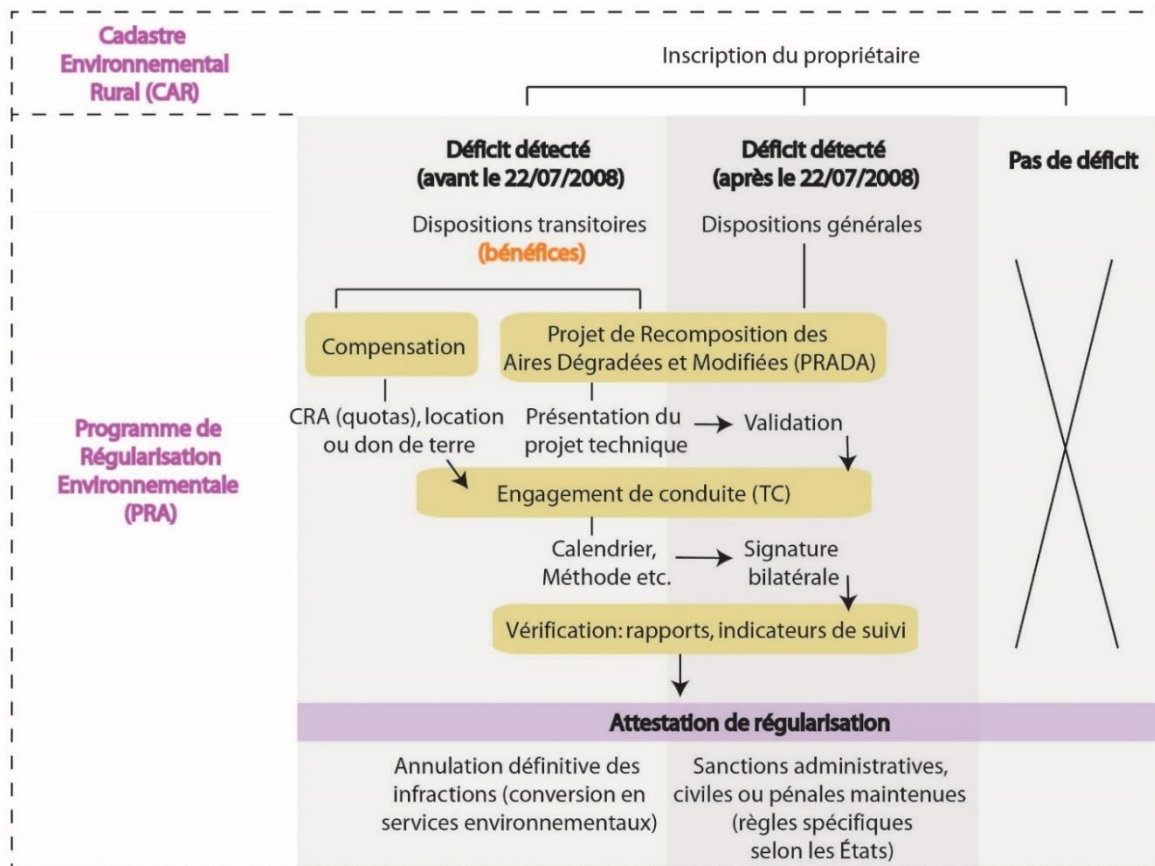 Cadastre
Environnemental
Rural (CAR)
Inscription du propriétaire
Déficit détecté
(avant le 22/07/2008)
Déficit détecté
(après le 22/07/2008)
Pas de déficit
Dispositions transitoires
(bénéfices)
Dispositions générales
Compensation
Projet de Recomposition des
Aires Dégradées et Modifiées (PRADA)
CRA (quotas), location
ou don de terre
Présentation du
projet technique
Validation
Programme de
Régularisation
Environnementale
(PRA)
Engagement de conduite (TC)
Calendrier,
Méthode etc.
Signature
bilatérale
Vérification: rapports, indicateurs de suivi
Attestation de régularisation
Annulation définitive des
infractions (conversion en
services environnementaux)
Sanctions administratives,
civiles ou pénales maintenues
(règles spécifiques
selon les États)